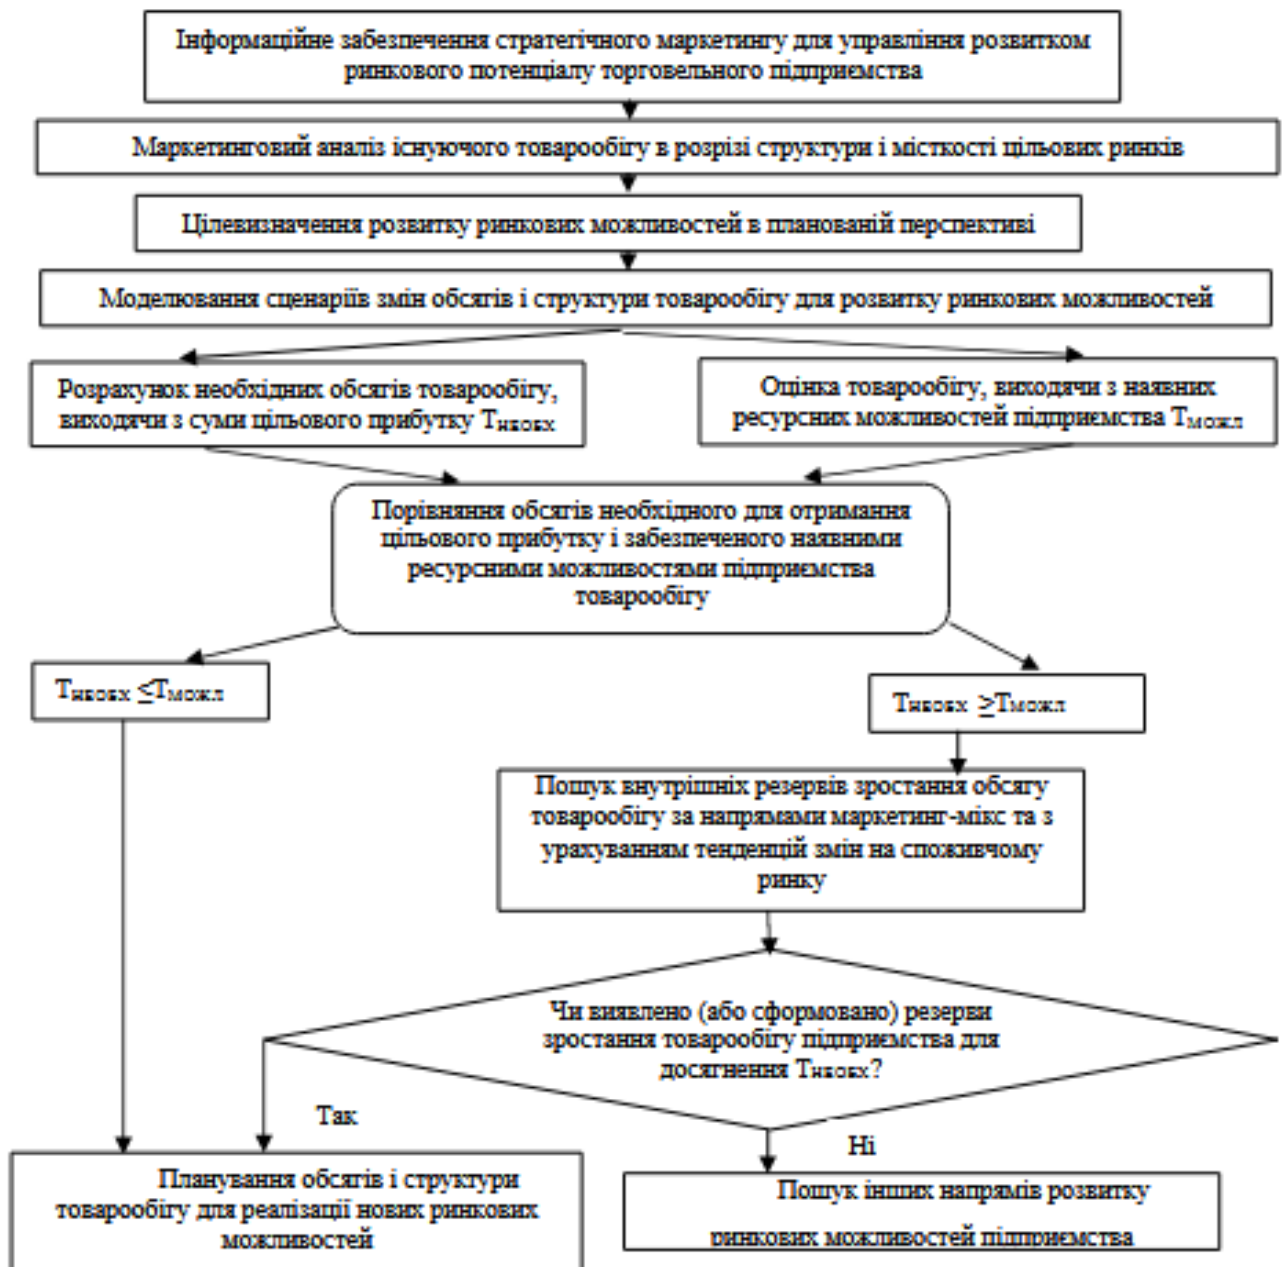 Інформаційне забезпечення стратегічного маркетингу для управління розвитком
ринкового потенціалу торговельного підприємства
Маркетинговий аналіз існуючого товарообігу в розрізі структури і місткості цільових ринків
Цілевизначення розвитку ринкових можливостей в планованій перспективі
Моделювання сценаріїв змін обсягів і структури товарообігу для розвитку ринкових можливостей
Розрахунок необхідних обсягів товарообігу,
виходячи з суми цільового прибутку ТНЕОБХ
Оцінка товарообігу, виходячи з наявних
ресурсних можливостей підприємства ТМОЖЛ
Порівняння обсягів необхідного для отримання
цільового прибутку і забезпеченого наявними
ресурсними можливостями підприємства
товарообігу
ТНЕОБХ ≤ТМОЖЛ
ТНЕОБХ ≥ТМОЖЛ
Пошук внутрішніх резервів зростання обсягу
товарообігу за напрямами маркетинг-мікс та з
урахуванням тенденцій змін на споживчому
ринку
Чи виявлено (або сформовано) резерви
зростання товарообігу підприємства для
досягнення ТНЕОБХ?
Так
Ні
Планування обсягів і структури
товарообігу для реалізації нових ринкових
можливостей
Пошук інших напрямів розвитку
ринкових можливостей підприємства